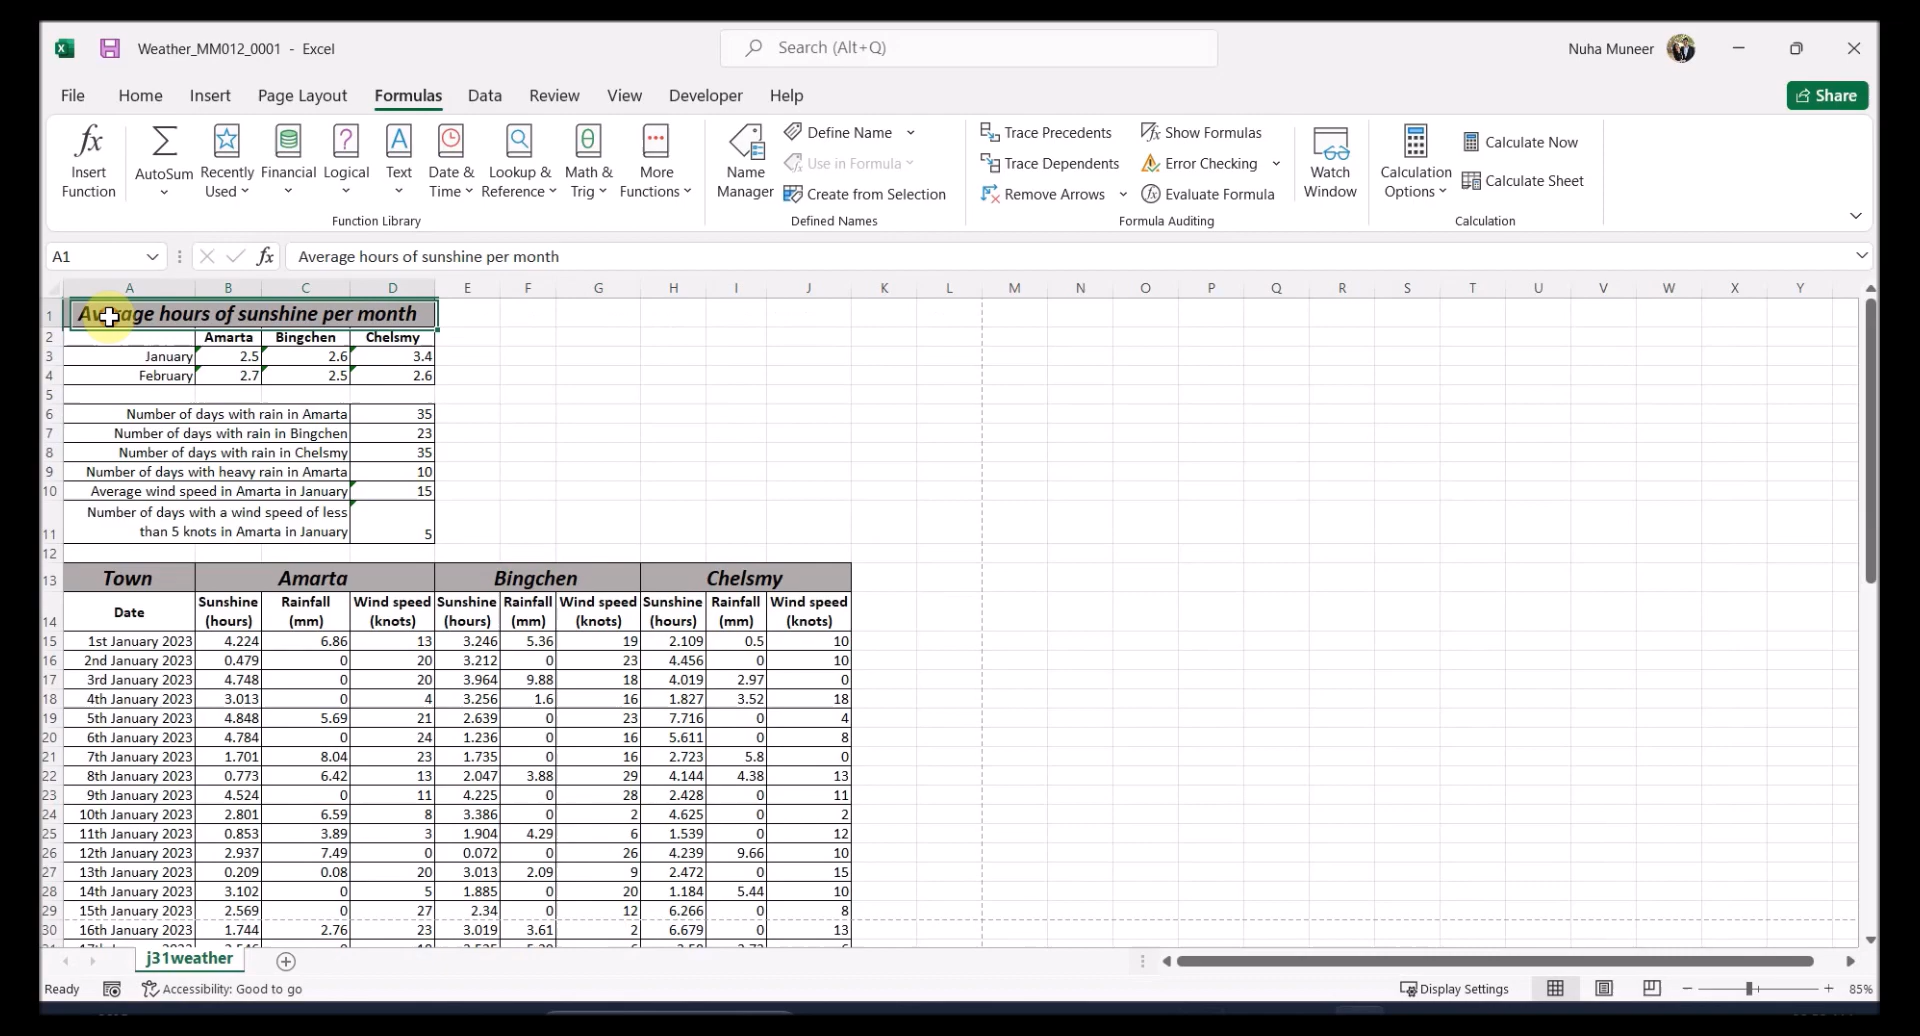 Weather_MM012_0001 - Excel
Search (Alt+Q)
Nuha Muneer
File Home Insert Page Layout Formulas Data Review View Developer Help
Share
Insert Function
AutoSum
Recently Used
Financial
Logical
Text
Date & Time
Lookup & Reference
Math & Trig
More Functions
Function Library
Name Manager
Define Name
Use in Formula
Create from Selection
Defined Names
Trace Precedents
Trace Dependents
Remove Arrows
Show Formulas
Error Checking
Evaluate Formula
Formula Auditing
Watch Window
Calculation Options
Calculate Now
Calculate Sheet
Calculation
A1 fx Average hours of sunshine per month
A B C D E F G H I J K L M N O P Q R S T U V W X Y
1 Average hours of sunshine per month
2 Amarta Bingchen Chelsmy
3 January 2.5 2.6 3.4
4 February 2.7 2.5 2.6
5
6 Number of days with rain in Amarta 35
7 Number of days with rain in Bingchen 23
8 Number of days with rain in Chelsmy 35
9 Number of days with heavy rain in Amarta 10
10 Average wind speed in Amarta in January 15
Number of days with a wind speed of less
11 than 5 knots in Amarta in January 5
12
13 Town Amarta Bingchen Chelsmy
Date Sunshine Rainfall Wind speed Sunshine Rainfall Wind speed Sunshine Rainfall Wind speed
14 (hours) (mm) (knots) (hours) (mm) (knots) (hours) (mm) (knots)
15 1st January 2023 4.224 6.86 13 3.246 5.36 19 2.109 0.5 10
16 2nd January 2023 0.479 0 20 3.212 0 23 4.456 0 10
17 3rd January 2023 4.748 0 20 3.964 9.88 18 4.019 2.97 0
18 4th January 2023 3.013 0 4 3.256 1.6 16 1.827 3.52 18
19 5th January 2023 4.848 5.69 21 2.639 0 23 7.716 0 4
20 6th January 2023 4.784 0 24 1.236 0 16 5.611 0 8
21 7th January 2023 1.701 8.04 23 1.735 0 16 2.723 5.8 0
22 8th January 2023 0.773 6.42 13 2.047 3.88 29 4.144 4.38 13
23 9th January 2023 4.524 0 11 4.225 0 28 2.428 0 11
24 10th January 2023 2.801 6.59 8 3.386 0 2 4.625 0 2
25 11th January 2023 0.853 3.89 3 1.904 4.29 6 1.539 0 12
26 12th January 2023 2.937 7.49 0 0.072 0 26 4.239 9.66 10
27 13th January 2023 0.209 0.08 20 3.013 2.09 9 2.472 0 15
28 14th January 2023 3.102 0 5 1.885 0 20 1.184 5.44 10
29 15th January 2023 2.569 0 27 2.34 0 12 6.266 0 8
30 16th January 2023 1.744 2.76 23 3.019 3.61 2 6.679 0 13
j31weather
Ready
Accessibility: Good to go
Display Settings
85%